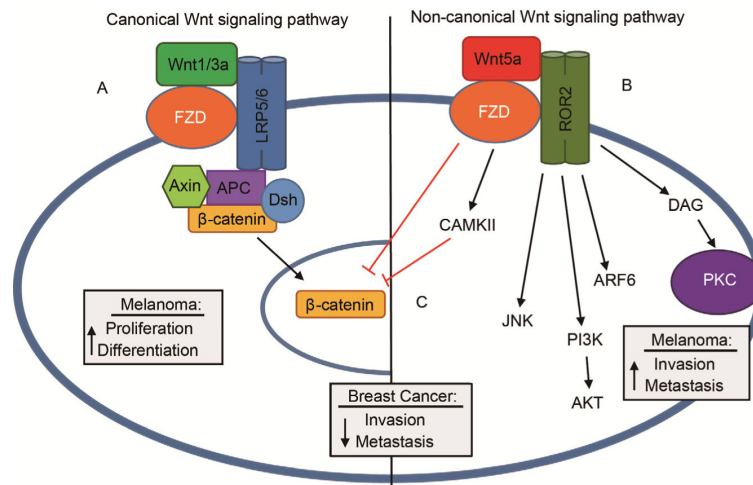 Canonical Wnt signaling pathway
Non-canonical Wnt signaling pathway
A
Wnt1/3a
FZD
LRP5/6
Axin
APC
Dsh
β-catenin
β-catenin
Melanoma:
Proliferation
Differentiation
B
Wnt5a
FZD
ROR2
CAMKII
DAG
PKC
ARF6
JNK
PI3K
AKT
Melanoma:
Invasion
Metastasis
C
Breast Cancer:
Invasion
Metastasis